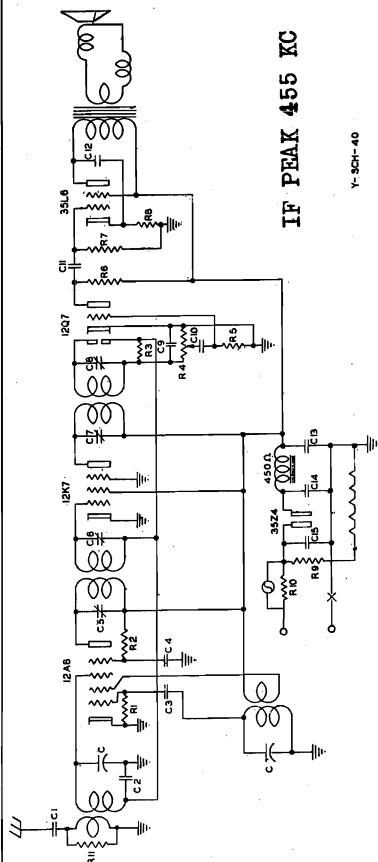 35L6
C12
R8
R7
C11
R6
12Q7
C8
R3
C9
C10
R4
R5
C7
12K7
C6
C5
R2
C4
12A8
R1
C3
C
C2
C1
R11
C
450Ω
C13
C14
35Z4
C15
R9
R10
IF PEAK 455 KC
Y-SCH-40